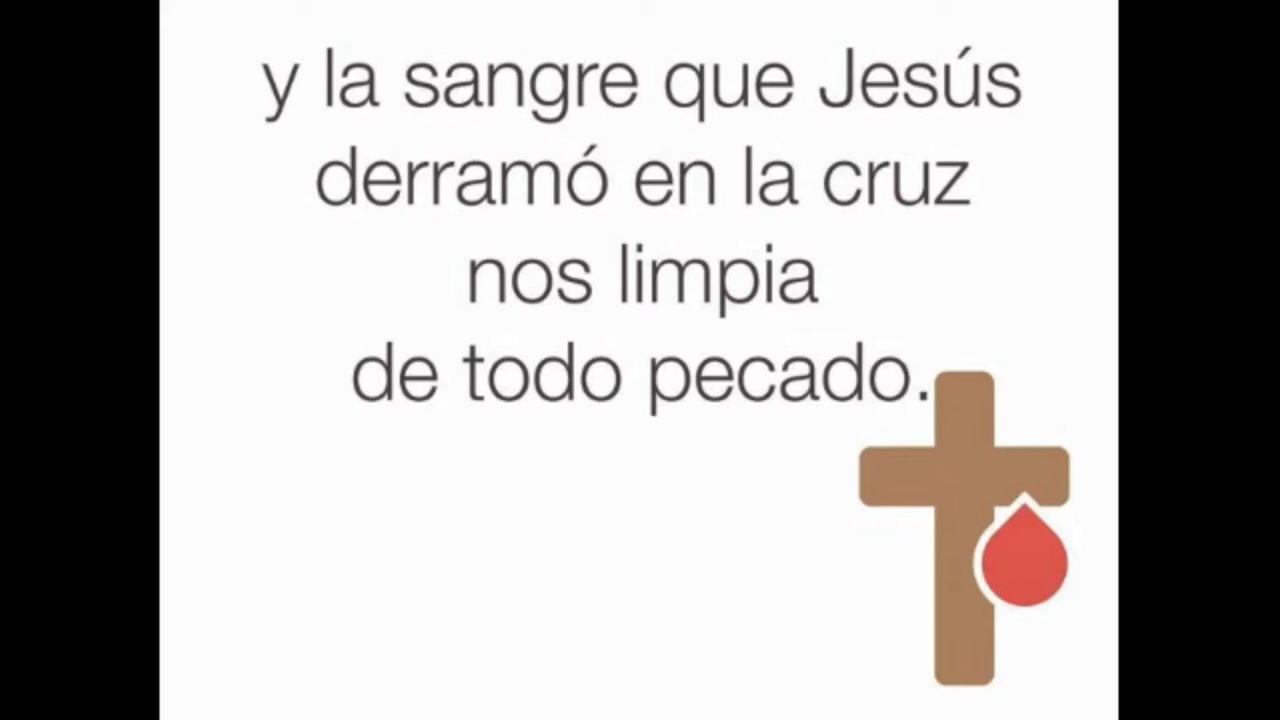 y la sangre que Jesús
derramó en la cruz
nos limpia
de todo pecado.